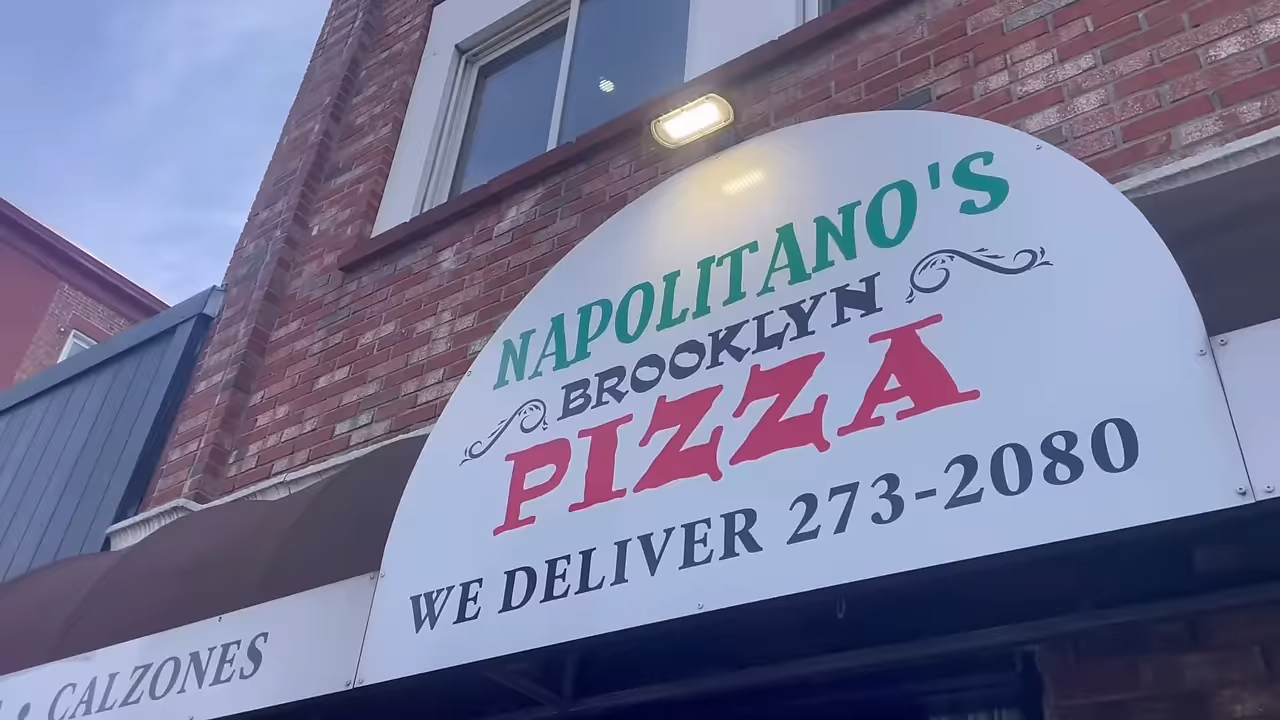 NAPOLITANO'S
BROOKLYN
PIZZA
WE DELIVER 273-2080
• CALZONES